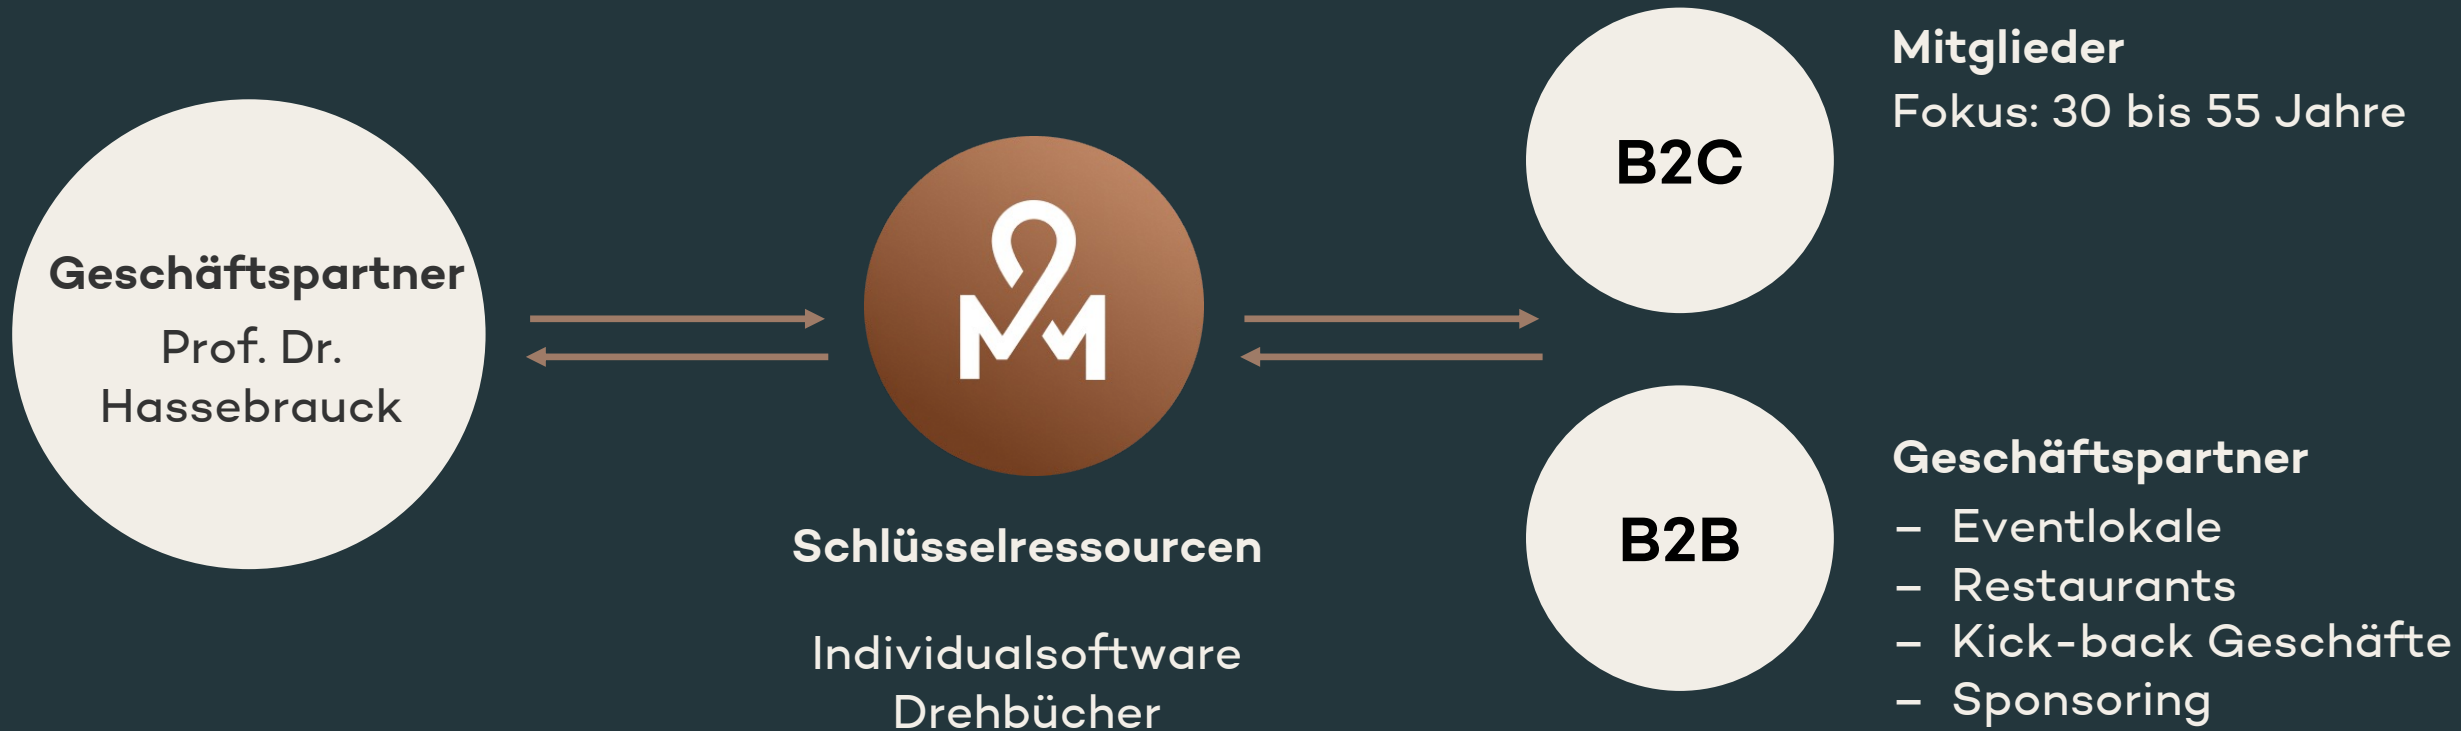 Geschäftspartner
Prof. Dr.
Hassebrauck
Schlüsselressourcen
Individualsoftware
Drehbücher
B2C
Mitglieder
Fokus: 30 bis 55 Jahre
B2B
Geschäftspartner
– Eventlokale
– Restaurants
– Kick-back Geschäfte
– Sponsoring